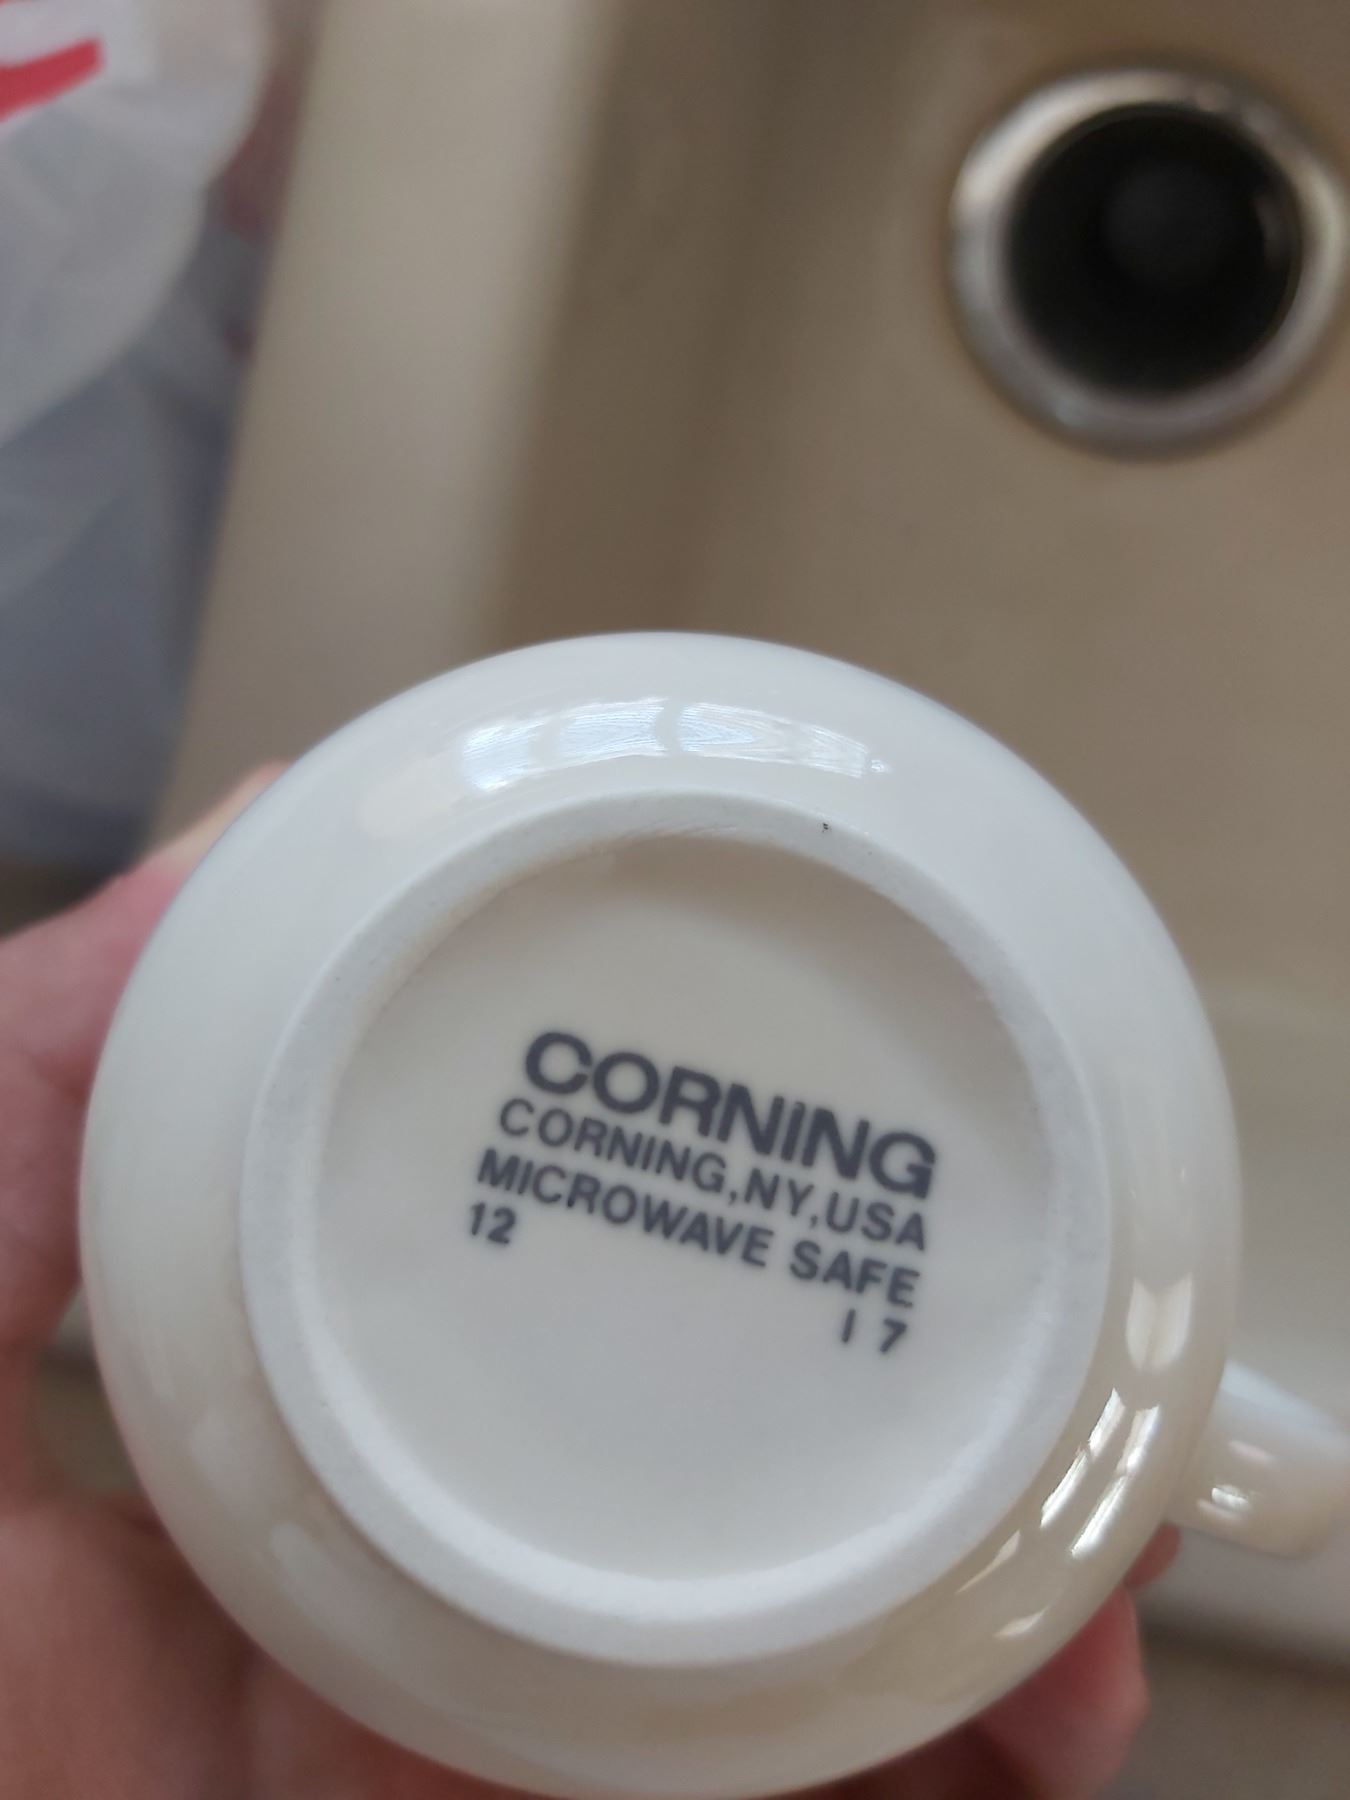 CORNING
CORNING,NY,USA
MICROWAVE SAFE
12
I 7